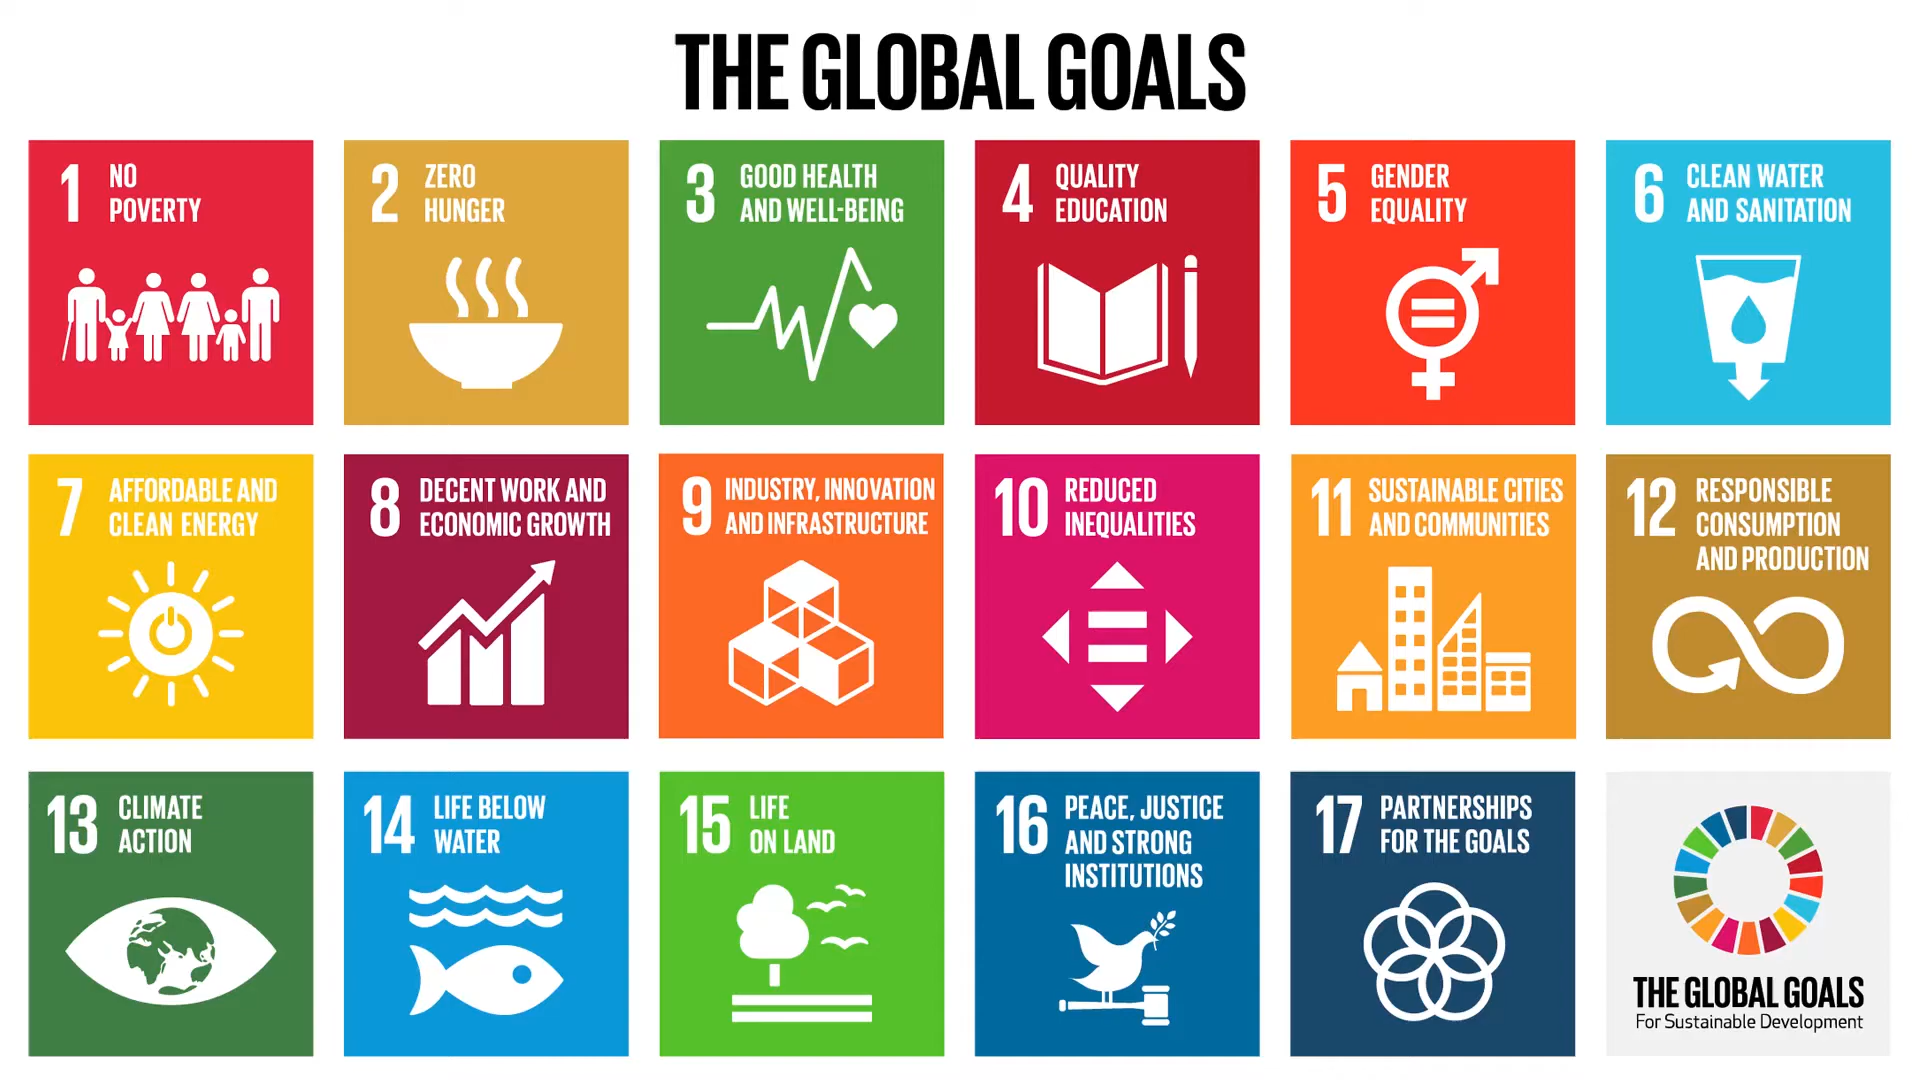 THE GLOBAL GOALS
1 NO
POVERTY
2 ZERO
HUNGER
3 GOOD HEALTH
AND WELL-BEING
4 QUALITY
EDUCATION
5 GENDER
EQUALITY
6 CLEAN WATER
AND SANITATION
7 AFFORDABLE AND
CLEAN ENERGY
8 DECENT WORK AND
ECONOMIC GROWTH
9 INDUSTRY, INNOVATION
AND INFRASTRUCTURE
10 REDUCED
INEQUALITIES
11 SUSTAINABLE CITIES
AND COMMUNITIES
12 RESPONSIBLE
CONSUMPTION
AND PRODUCTION
13 CLIMATE
ACTION
14 LIFE BELOW
WATER
15 LIFE
ON LAND
16 PEACE, JUSTICE
AND STRONG
INSTITUTIONS
17 PARTNERSHIPS
FOR THE GOALS
THE GLOBAL GOALS
For Sustainable Development